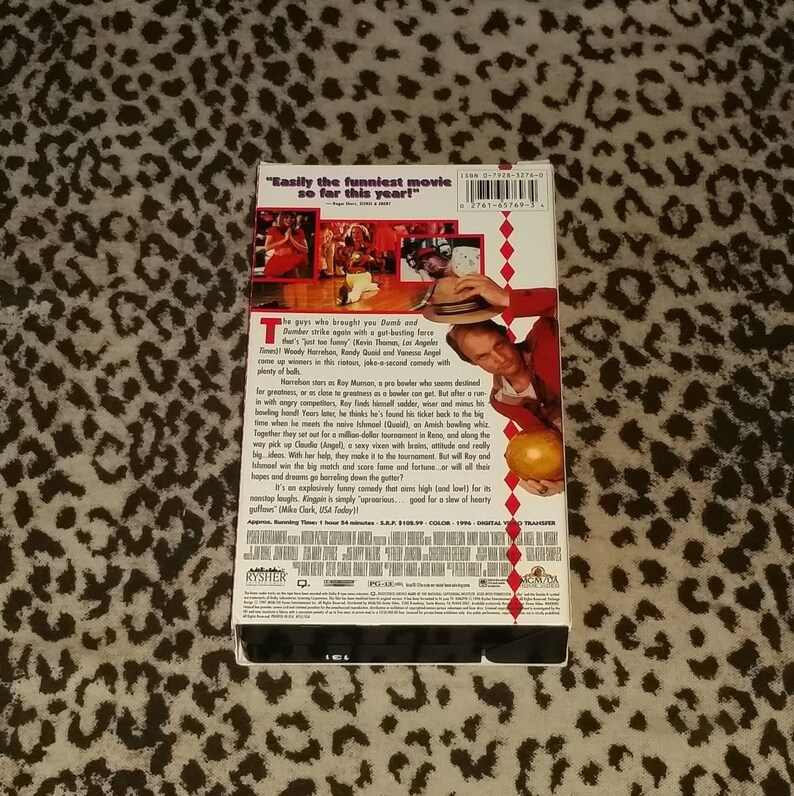 "Easily the funniest movie
so far this year!"
— Roger Ebert, SISKEL & EBERT
ISBN 0-7928-3276-0
0 27616-65769-3 4
The guys who brought you Dumb and
Dumber strike again with a gut-busting farce
that's "just too funny" (Kevin Thomas, Los Angeles
Times)! Woody Harrelson, Randy Quaid and Vanessa Angel
come up winners in this riotous, joke-a-second comedy with
plenty of balls.
Harrelson stars as Roy Munson, a pro bowler who seems destined
for greatness, or as close to greatness as a bowler can get. But after a run-
in with angry competitors, Roy finds himself sadder, wiser and minus his
bowling hand! Years later, he thinks he's found his ticket back to the big
time when he meets the naive Ishmael (Quaid), an Amish bowling whiz.
Together they set out for a million-dollar tournament in Reno, and along the
way pick up Claudia (Angel), a sexy vixen with brains, attitude and really
big...ideas. With her help, they make it to the tournament. But will Roy and
Ishmael win the big match and score fame and fortune...or will all their
hopes and dreams go barreling down the gutter?
It's an explosively funny comedy that aims high (and low!) for its
nonstop laughs. Kingpin is simply "uproarious... good for a slew of hearty
guffaws" (Mike Clark, USA Today)!
Approx. Running Time: 1 hour 54 minutes - S.R.P. $102.99 - COLOR - 1996 - DIGITAL VIDEO TRANSFER
RYSHER
ENTERTAINMENT
PG-13
MGM/UA
HOME VIDEO
131